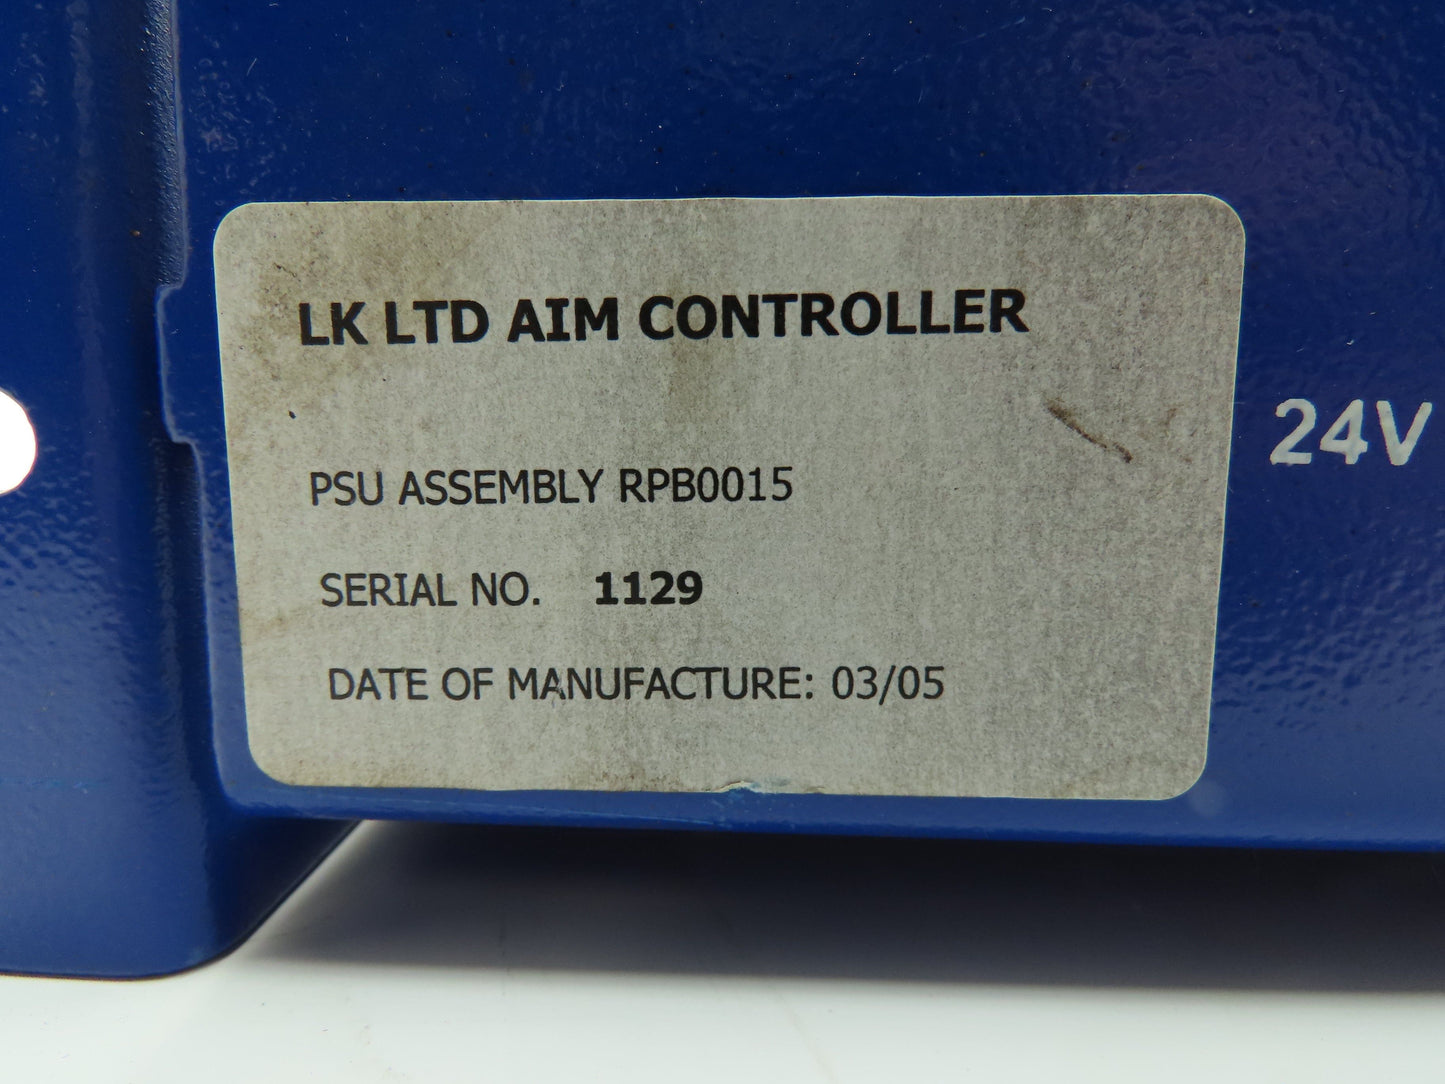 LK LTD AIM CONTROLLER
24V
PSU ASSEMBLY RPB0015
SERIAL NO. 1129
DATE OF MANUFACTURE: 03/05